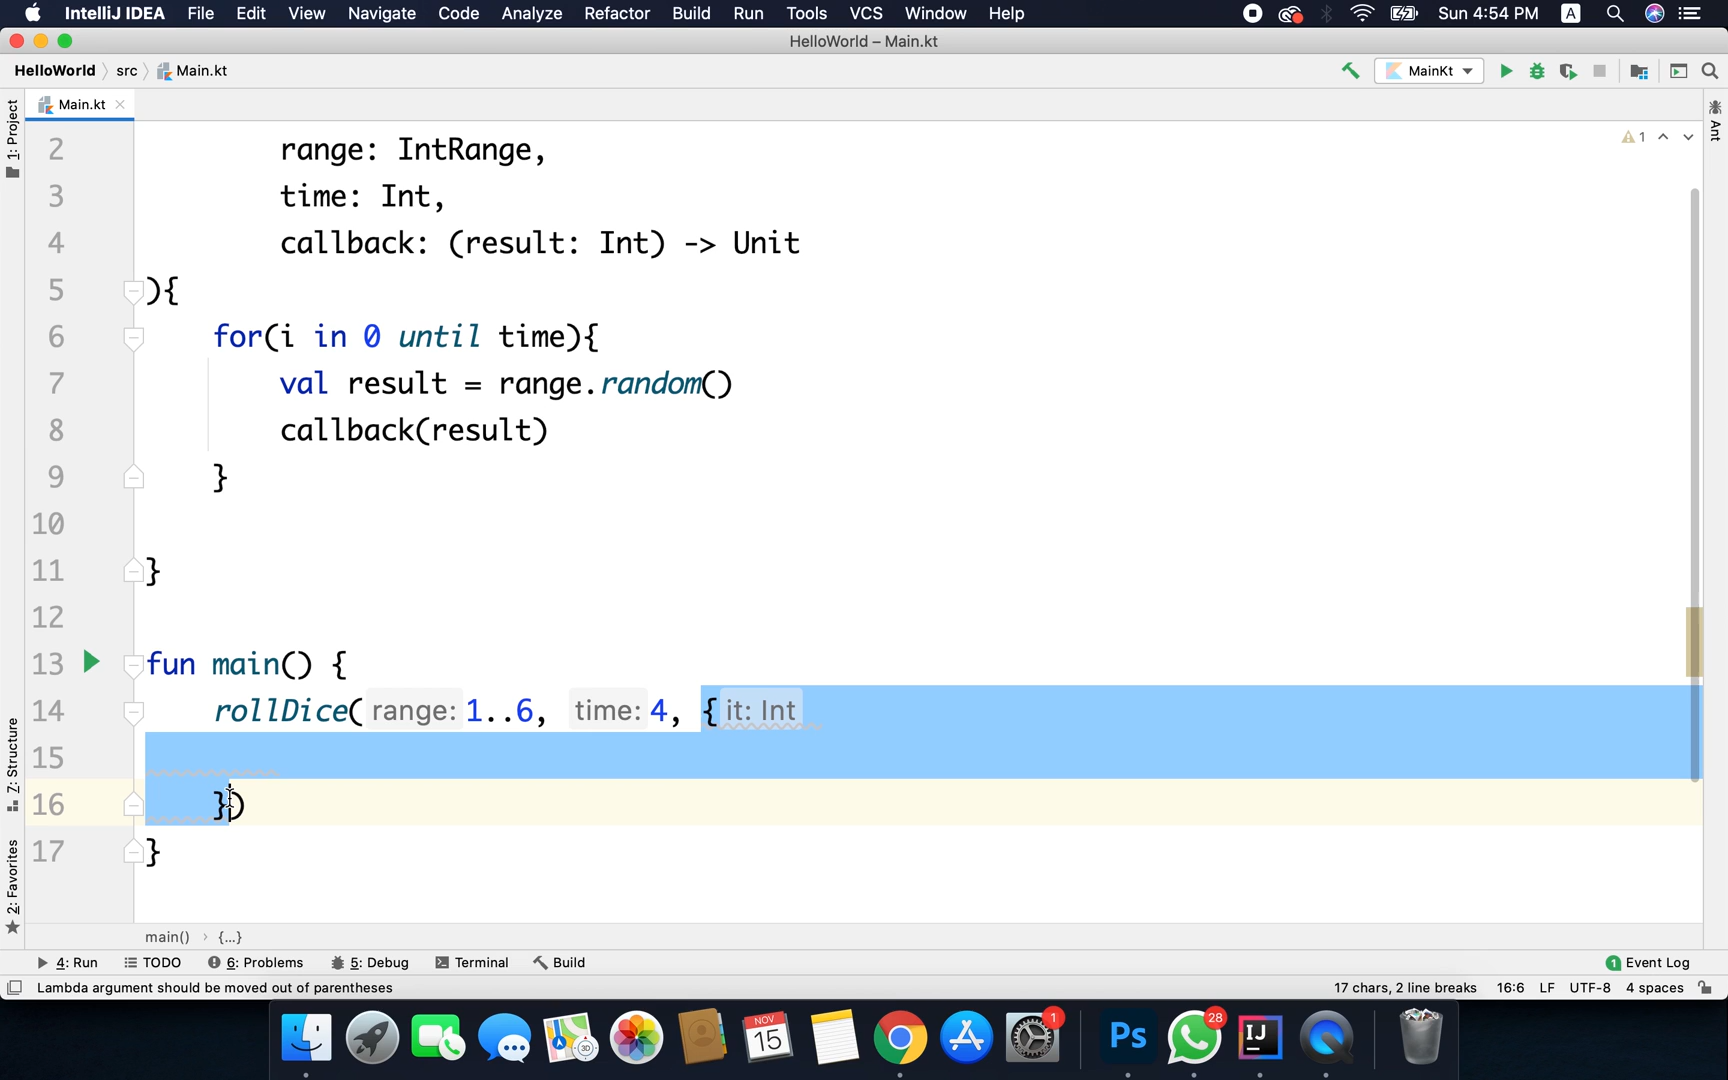 IntelliJ IDEA File Edit View Navigate Code Analyze Refactor Build Run Tools VCS Window Help Sun 4:54 PM A
HelloWorld – Main.kt
HelloWorld src Main.kt MainKt
Main.kt
1: Project
Ant
1
2 range: IntRange,
3 time: Int,
4 callback: (result: Int) -> Unit
5 ){
6 for(i in 0 until time){
7 val result = range.random()
8 callback(result)
9 }
10
11 }
12
13 fun main() {
14 rollDice( range: 1..6, time: 4, { it: Int
15
16 })
17 }
Z: Structure
2: Favorites
main() › {...}
4: Run TODO 6: Problems 5: Debug Terminal Build 1 Event Log
Lambda argument should be moved out of parentheses 17 chars, 2 line breaks 16:6 LF UTF-8 4 spaces
NOV
15
3D
1
Ps
28
IJ